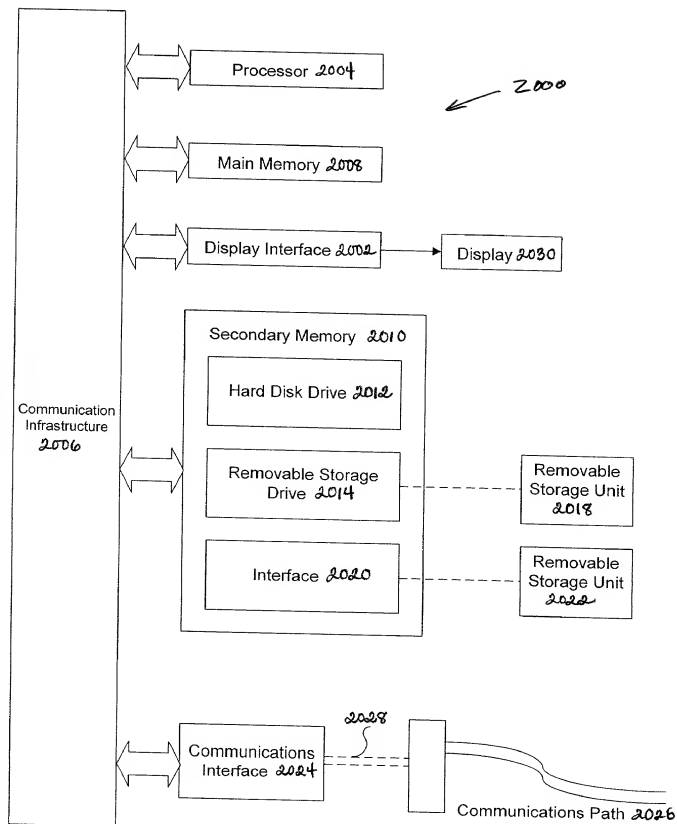 Processor 2004
2000
Main Memory 2008
Display Interface 2002
Display 2030
Secondary Memory 2010
Hard Disk Drive 2012
Communication
Infrastructure
2006
Removable Storage
Drive 2014
Removable
Storage Unit
2018
Interface 2020
Removable
Storage Unit
2022
2028
Communications
Interface 2024
Communications Path 2026